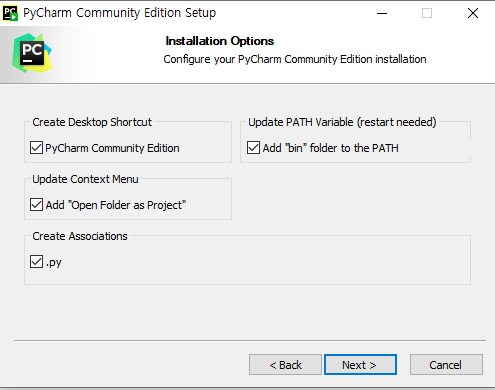 PyCharm Community Edition Setup
PC
Installation Options
Configure your PyCharm Community Edition installation
Create Desktop Shortcut
PyCharm Community Edition
Update PATH Variable (restart needed)
Add "bin" folder to the PATH
Update Context Menu
Add "Open Folder as Project"
Create Associations
.py
< Back
Next >
Cancel